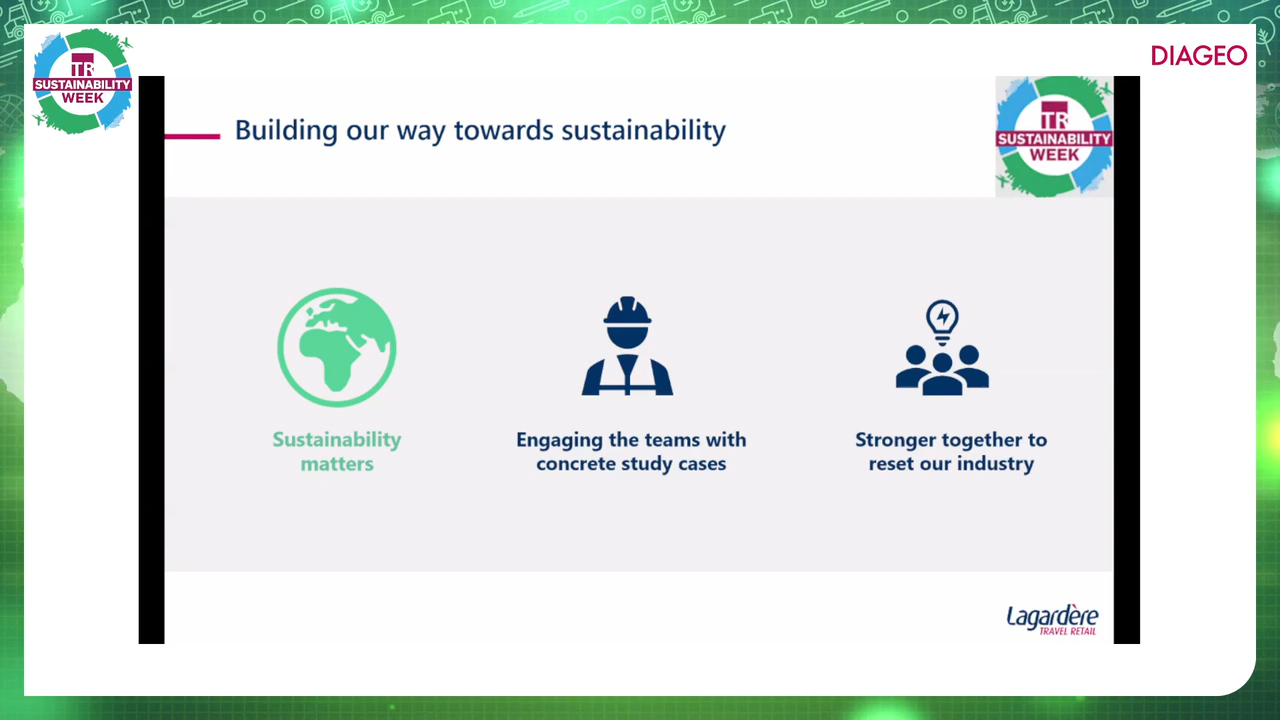 TR
SUSTAINABILITY
WEEK
DIAGEO
Building our way towards sustainability
TR
SUSTAINABILITY
WEEK
Sustainability
matters
Engaging the teams with
concrete study cases
Stronger together to
reset our industry
Lagardère
TRAVEL RETAIL